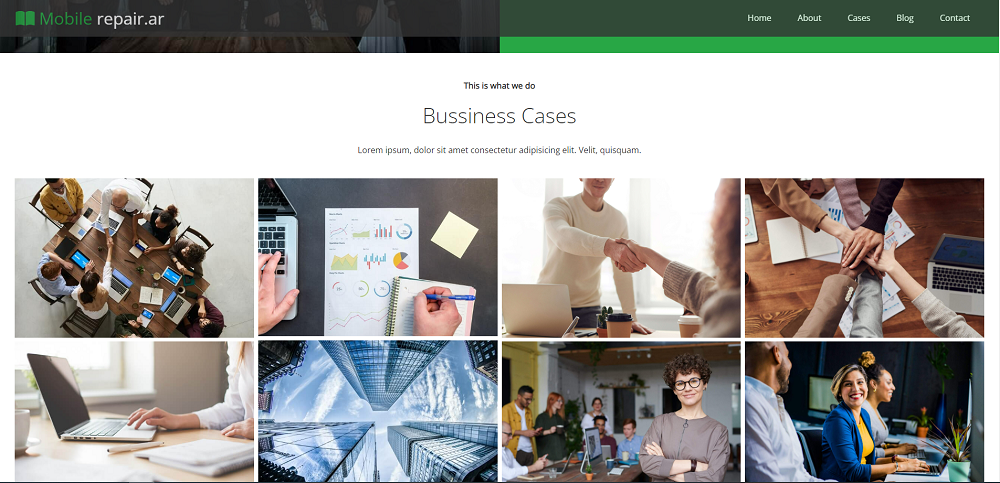 Mobile repair.ar
Home About Cases Blog Contact
This is what we do
Bussiness Cases
Lorem ipsum, dolor sit amet consectetur adipisicing elit. Velit, quisquam.